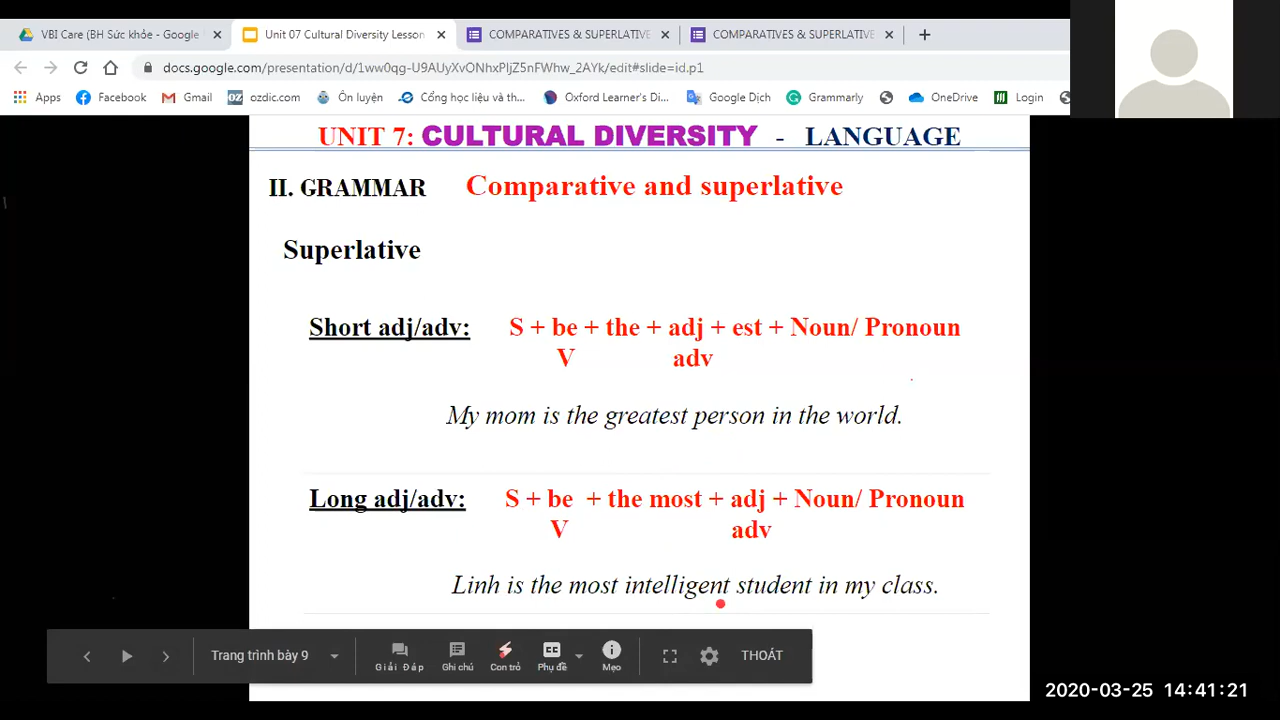 VBI Care (BH Sức khỏe - Google
Unit 07 Cultural Diversity Lesson
COMPARATIVES & SUPERLATIVE
COMPARATIVES & SUPERLATIVE
docs.google.com/presentation/d/1ww0qg-U9AUyXvONhxPljZ5nFWhw_2AYk/edit#slide=id.p1
Apps
Facebook
Gmail
OZ ozdic.com
Ôn luyện
Cổng học liệu và th...
Oxford Learner's Di...
Google Dịch
Grammarly
OneDrive
Login
UNIT 7: CULTURAL DIVERSITY - LANGUAGE
II. GRAMMAR Comparative and superlative
Superlative
Short adj/adv: S + be + the + adj + est + Noun/ Pronoun
V adv
My mom is the greatest person in the world.
Long adj/adv: S + be + the most + adj + Noun/ Pronoun
V adv
Linh is the most intelligent student in my class.
Trang trình bày 9
Giải Đáp
Ghi chú
Con trỏ
CC
Phụ đề
Mẹo
THOÁT
2020-03-25 14:41:21